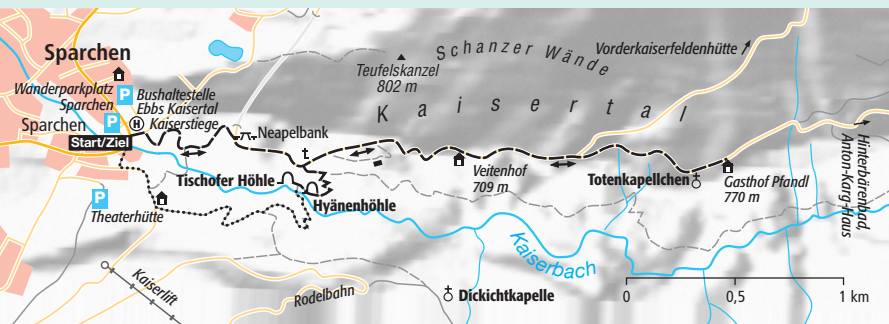 Sparchen
Schanzer Wände
Vorderkaiserfeldenhütte
Teufelskanzel
802 m
Wanderparkplatz
Sparchen
P
Bushaltestelle
Ebbs Kaisertal
Kaiserstiege
H
Kaisertal
Sparchen
P
Start/Ziel
Neapelbank
Hinterbärenbad,
Anton-Karg-Haus
Tischofer Höhle
Veitenhof
709 m
Totenkapellchen
Gasthof Pfandl
770 m
P
Theaterhütte
Hyänenhöhle
Kaiserbach
Kaiserlift
Rodelbahn
Dickichtkapelle
0 0,5 1 km